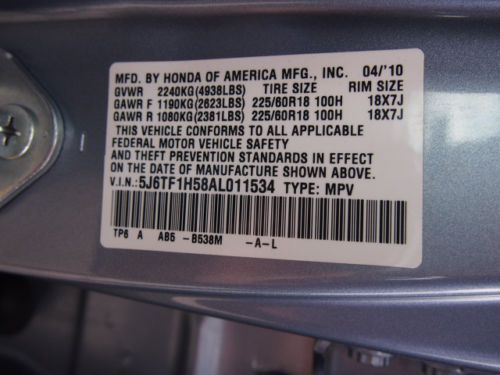 MFD. BY HONDA OF AMERICA MFG., INC. 04/'10
GVWR 2240KG(4938LBS) TIRE SIZE RIM SIZE
GAWR F 1190KG(2623LBS) 225/60R18 100H 18X7J
GAWR R 1080KG(2381LBS) 225/60R18 100H 18X7J
THIS VEHICLE CONFORMS TO ALL APPLICABLE
FEDERAL MOTOR VEHICLE SAFETY
AND THEFT PREVENTION STANDARDS IN EFFECT
ON THE DATE OF MANUFACTURE SHOWN ABOVE.
V.I.N.: 5J6TF1H58AL011534 TYPE: MPV
TP6 A AB5 -B538M -A-L